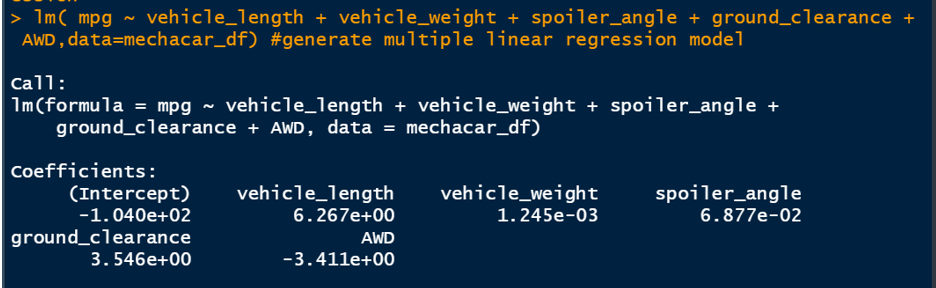 > lm( mpg ~ vehicle_length + vehicle_weight + spoiler_angle + ground_clearance +
AWD,data=mechacar_df) #generate multiple linear regression model
Call:
lm(formula = mpg ~ vehicle_length + vehicle_weight + spoiler_angle +
ground_clearance + AWD, data = mechacar_df)
Coefficients:
(Intercept) vehicle_length vehicle_weight spoiler_angle
-1.040e+02 6.267e+00 1.245e-03 6.877e-02
ground_clearance AWD
3.546e+00 -3.411e+00